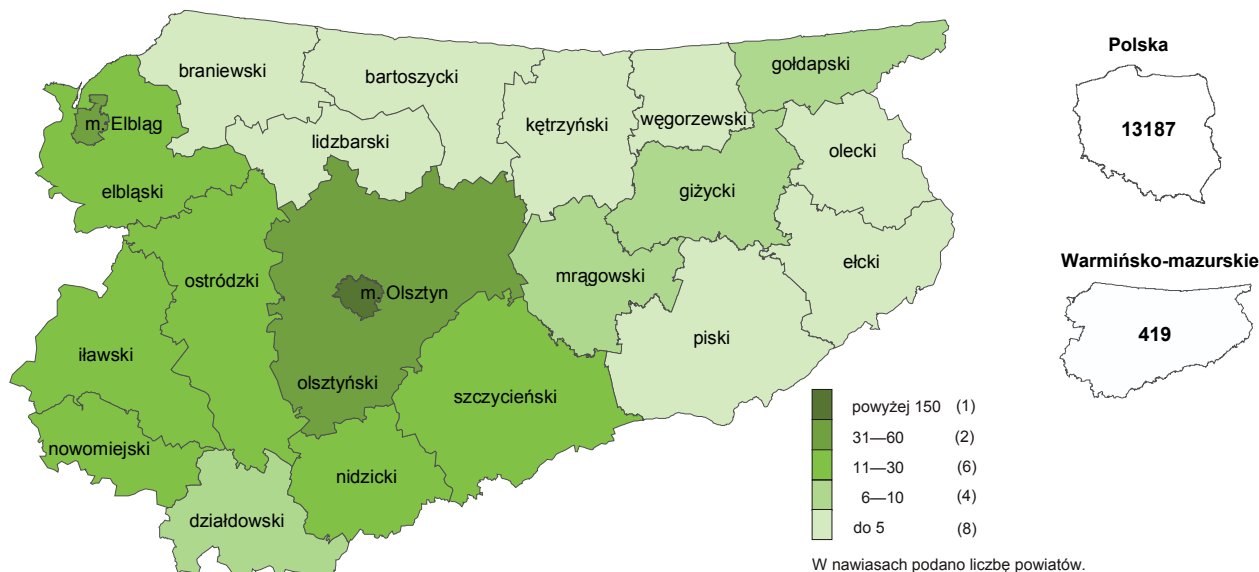 braniewski
bartoszycki
gołdapski
m. Elbląg
lidzbarski
kętrzyński
węgorzewski
olecki
elbląski
giżycki
ostródzki
mrągowski
ełcki
m. Olsztyn
iławski
olsztyński
szczycieński
piski
nowomiejski
nidzicki
działdowski
Polska
13187
Warmińsko-mazurskie
419
powyżej 150 (1)
31—60 (2)
11—30 (6)
6—10 (4)
do 5 (8)
W nawiasach podano liczbę powiatów.